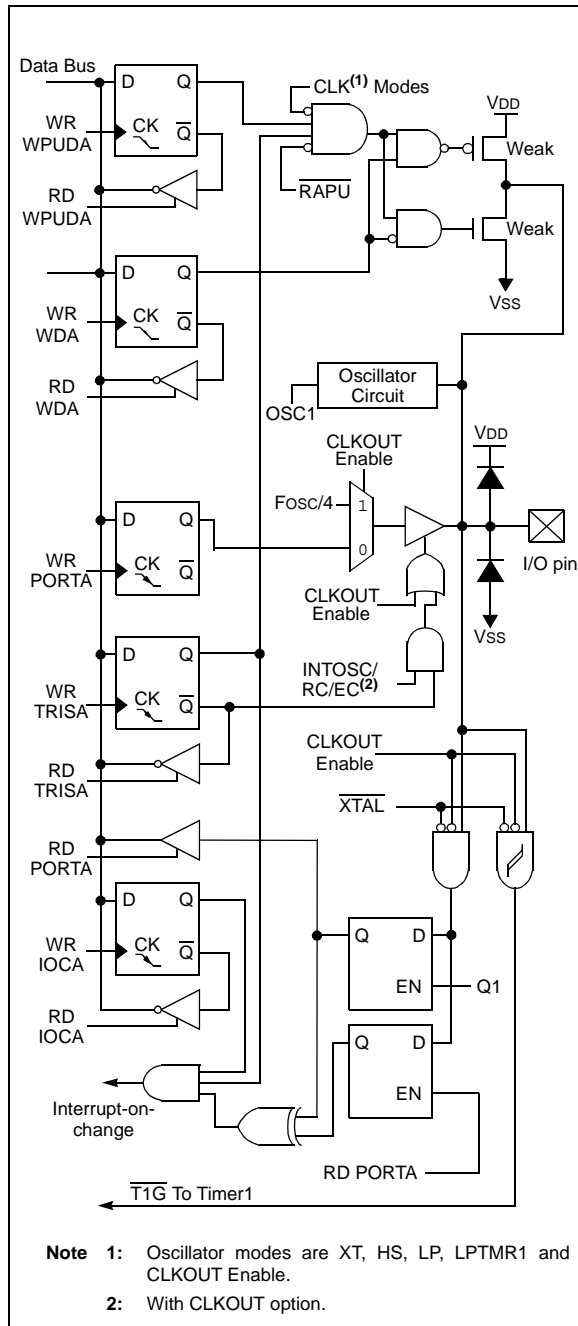 Data Bus
D Q
CK Q
WR
WPUDA
RD
WPUDA
CLK(1) Modes
RAPU
VDD
Weak
Weak
VSS
D Q
CK Q
WR
WDA
RD
WDA
Oscillator
Circuit
OSC1
CLKOUT
Enable
FOSC/4
1
0
VDD
I/O pin
VSS
D Q
CK Q
WR
PORTA
CLKOUT
Enable
INTOSC/
RC/EC(2)
D Q
CK Q
WR
TRISA
RD
TRISA
CLKOUT
Enable
XTAL
RD
PORTA
D Q
CK Q
WR
IOCA
RD
IOCA
Q D
EN
Q1
Q D
EN
RD PORTA
Interrupt-on-
change
T1G To Timer1
Note 1: Oscillator modes are XT, HS, LP, LPTMR1 and
CLKOUT Enable.
2: With CLKOUT option.